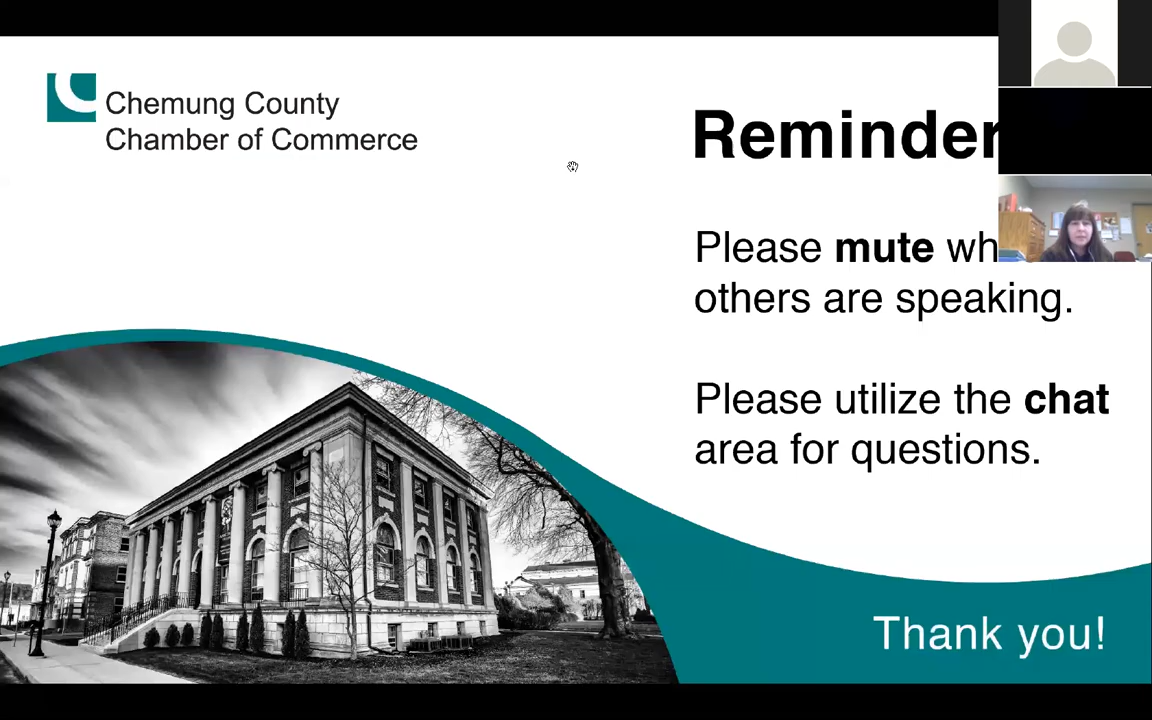 Chemung County
Chamber of Commerce
Reminder
Please mute wh
others are speaking.
Please utilize the chat
area for questions.
Thank you!